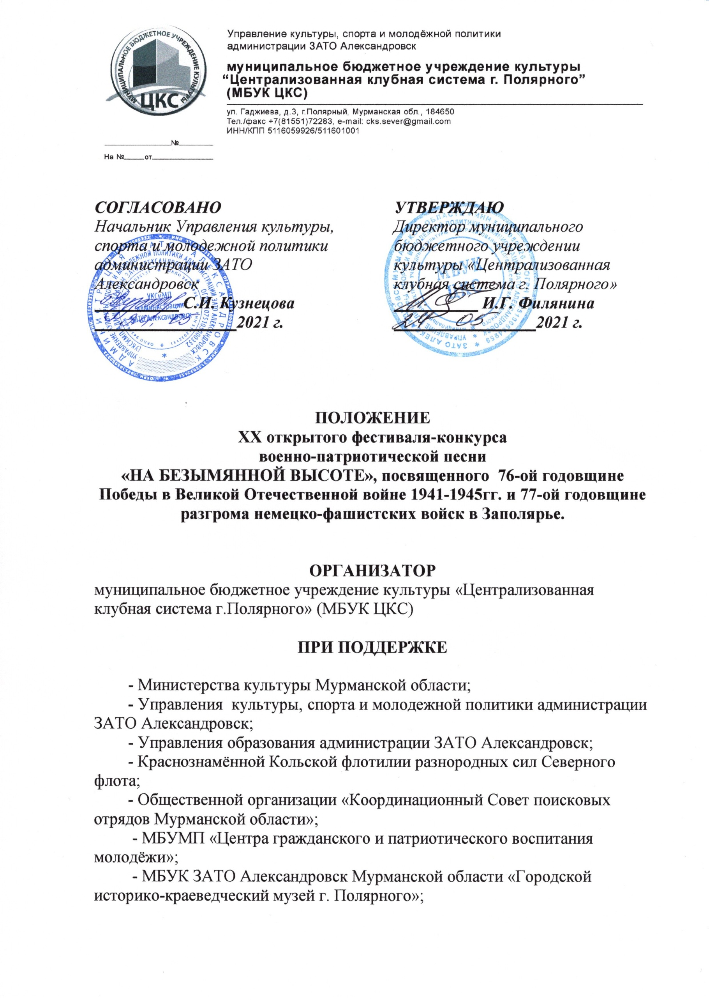 МУНИЦИПАЛЬНОЕ БЮДЖЕТНОЕ УЧРЕЖДЕНИЕ КУЛЬТУРЫ
ЦКС
Управление культуры, спорта и молодёжной политики
администрации ЗАТО Александровск
муниципальное бюджетное учреждение культуры
“Централизованная клубная система г. Полярного”
(МБУК ЦКС)
ул. Гаджиева, д.3, г.Полярный, Мурманская обл., 184650
Тел./факс +7(81551)72283, e-mail: cks.sever@gmail.com
ИНН/КПП 5116059926/511601001
_________________№_________
На №_____от________________
СОГЛАСОВАНО
Начальник Управления культуры,
спорта и молодежной политики
администрации ЗАТО
Александровск
__________ С.И. Кузнецова
_________________2021 г.
УТВЕРЖДАЮ
Директор муниципального
бюджетного учреждении
культуры «Централизованная
клубная система г. Полярного»
__________ И.Г. Филянина
24 05 2021 г.
ПОЛОЖЕНИЕ
XX открытого фестиваля-конкурса
военно-патриотической песни
«НА БЕЗЫМЯННОЙ ВЫСОТЕ», посвященного 76-ой годовщине
Победы в Великой Отечественной войне 1941-1945гг. и 77-ой годовщине
разгрома немецко-фашистских войск в Заполярье.
ОРГАНИЗАТОР
муниципальное бюджетное учреждение культуры «Централизованная
клубная система г.Полярного» (МБУК ЦКС)
ПРИ ПОДДЕРЖКЕ
- Министерства культуры Мурманской области;
- Управления культуры, спорта и молодежной политики администрации
ЗАТО Александровск;
- Управления образования администрации ЗАТО Александровск;
- Краснознамённой Кольской флотилии разнородных сил Северного
флота;
- Общественной организации «Координационный Совет поисковых
отрядов Мурманской области»;
- МБУМП «Центра гражданского и патриотического воспитания
молодёжи»;
- МБУК ЗАТО Александровск Мурманской области «Городской
историко-краеведческий музей г. Полярного»;